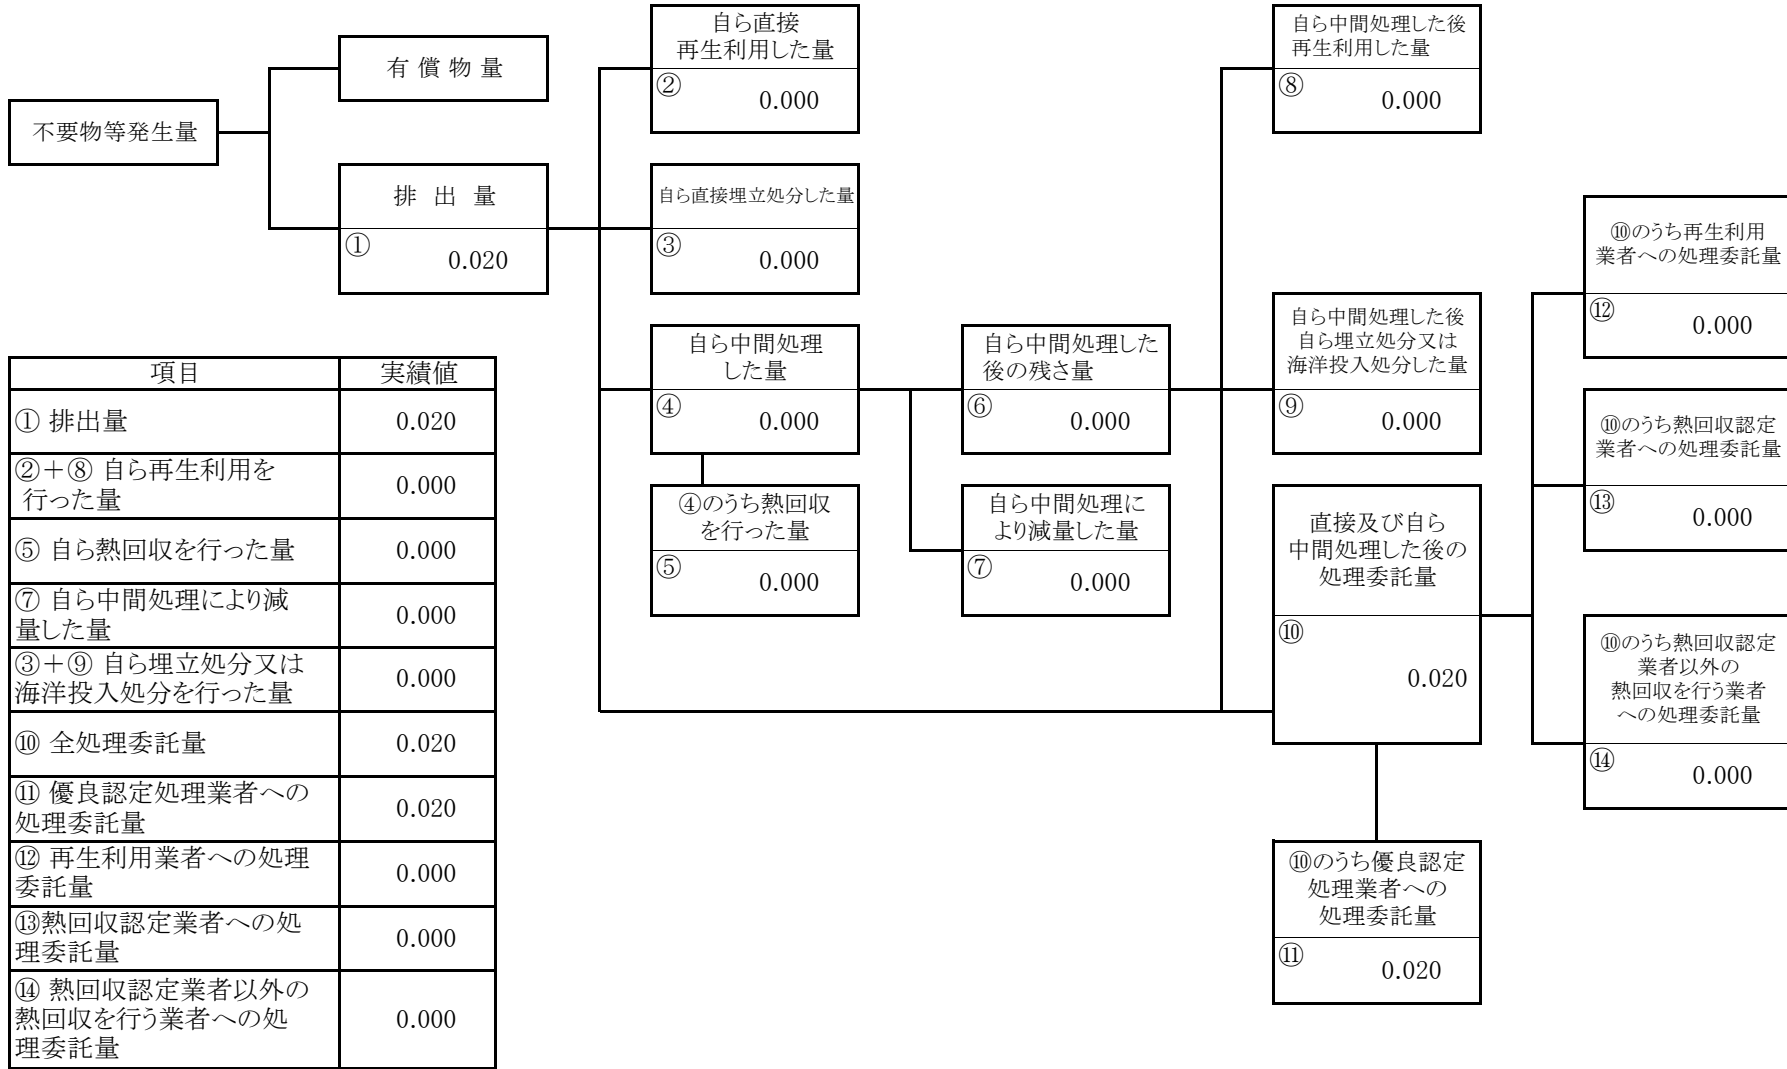 不要物等発生量
有償物量
排出量
①
0.020
自ら直接
再生利用した量
②
0.000
自ら直接埋立処分した量
③
0.000
自ら中間処理
した量
④
0.000
④のうち熱回収
を行った量
⑤
0.000
自ら中間処理した
後の残さ量
⑥
0.000
自ら中間処理に
より減量した量
⑦
0.000
自ら中間処理した後
再生利用した量
⑧
0.000
自ら中間処理した後
自ら埋立処分又は
海洋投入処分した量
⑨
0.000
直接及び自ら
中間処理した後の
処理委託量
⑩
0.020
⑩のうち優良認定
処理業者への
処理委託量
⑪
0.020
⑩のうち再生利用
業者への処理委託量
⑫
0.000
⑩のうち熱回収認定
業者への処理委託量
⑬
0.000
⑩のうち熱回収認定
業者以外の
熱回収を行う業者
への処理委託量
⑭
0.000
項目 実績値
① 排出量 0.020
②＋⑧ 自ら再生利用を
行った量 0.000
⑤ 自ら熱回収を行った量 0.000
⑦ 自ら中間処理により減
量した量 0.000
③＋⑨ 自ら埋立処分又は
海洋投入処分を行った量 0.000
⑩ 全処理委託量 0.020
⑪ 優良認定処理業者への
処理委託量 0.020
⑫ 再生利用業者への処理
委託量 0.000
⑬熱回収認定業者への処
理委託量 0.000
⑭ 熱回収認定業者以外の
熱回収を行う業者への処
理委託量 0.000